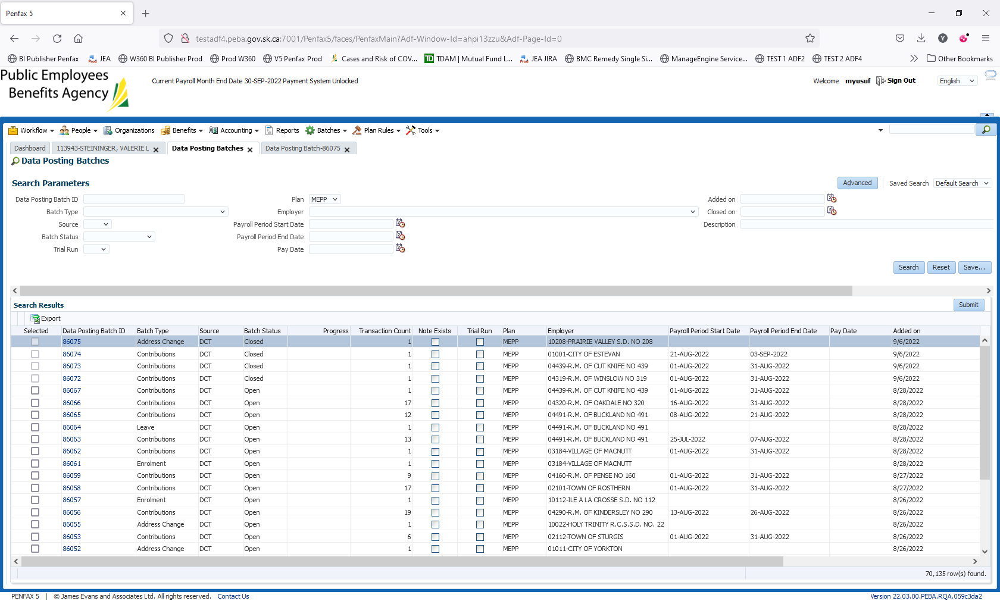 Penfax 5
testadf4.peba.gov.sk.ca:7001/Penfax5/faces/PenfaxMain?Adf-Window-Id=ahpi13zzu&Adf-Page-Id=0
BI Publisher Penfax JEA W360 BI Publisher Prod Prod W360 V5 Penfax Prod Cases and Risk of COV... TD TDAM | Mutual Fund L... JEA JIRA BMC Remedy Single Si... ManageEngine Service... TEST 1 ADF2 TEST 2 ADF4 Other Bookmarks
Public Employees
Benefits Agency
Current Payroll Month End Date 30-SEP-2022 Payment System Unlocked
Welcome myusuf Sign Out English
Workflow People Organizations Benefits Accounting Reports Batches Plan Rules Tools
Dashboard 113943-STEININGER, VALERIE L Data Posting Batches Data Posting Batch-86075
Data Posting Batches
Search Parameters Advanced Saved Search Default Search
Data Posting Batch ID Plan MEPP Added on
Batch Type Employer Closed on
Source Payroll Period Start Date Description
Batch Status Payroll Period End Date
Trial Run Pay Date
Search Reset Save...
Search Results Submit
Export
Selected Data Posting Batch ID Batch Type Source Batch Status Progress Transaction Count Note Exists Trial Run Plan Employer Payroll Period Start Date Payroll Period End Date Pay Date Added on
86075 Address Change DCT Closed 1 MEPP 10208-PRAIRIE VALLEY S.D. NO 208 9/6/2022
86074 Contributions DCT Closed 1 MEPP 01001-CITY OF ESTEVAN 21-AUG-2022 03-SEP-2022 9/6/2022
86073 Contributions DCT Closed 1 MEPP 04439-R.M. OF CUT KNIFE NO 439 01-AUG-2022 31-AUG-2022 9/6/2022
86072 Contributions DCT Closed 1 MEPP 04319-R.M. OF WINSLOW NO 319 01-AUG-2022 31-AUG-2022 9/6/2022
86067 Contributions DCT Open 1 MEPP 04439-R.M. OF CUT KNIFE NO 439 01-AUG-2022 31-AUG-2022 8/28/2022
86066 Contributions DCT Open 17 MEPP 04320-R.M. OF OAKDALE NO 320 16-AUG-2022 31-AUG-2022 8/28/2022
86065 Contributions DCT Open 12 MEPP 04491-R.M. OF BUCKLAND NO 491 08-AUG-2022 21-AUG-2022 8/28/2022
86064 Leave DCT Open 1 MEPP 04491-R.M. OF BUCKLAND NO 491 8/28/2022
86063 Contributions DCT Open 13 MEPP 04491-R.M. OF BUCKLAND NO 491 25-JUL-2022 07-AUG-2022 8/28/2022
86062 Contributions DCT Open 1 MEPP 03184-VILLAGE OF MACNUTT 01-AUG-2022 31-AUG-2022 8/28/2022
86061 Enrolment DCT Open 1 MEPP 03184-VILLAGE OF MACNUTT 8/28/2022
86059 Contributions DCT Open 9 MEPP 04160-R.M. OF PENSE NO 160 01-AUG-2022 31-AUG-2022 8/27/2022
86058 Contributions DCT Open 17 MEPP 02101-TOWN OF ROSTHERN 01-AUG-2022 31-AUG-2022 8/27/2022
86057 Enrolment DCT Open 1 MEPP 10112-ILE A LA CROSSE S.D. NO 112 8/26/2022
86056 Contributions DCT Open 19 MEPP 04290-R.M. OF KINDERSLEY NO 290 13-AUG-2022 26-AUG-2022 8/26/2022
86055 Address Change DCT Open 1 MEPP 10022-HOLY TRINITY R.C.S.S.D. NO. 22 8/26/2022
86053 Contributions DCT Open 6 MEPP 02112-TOWN OF STURGIS 01-AUG-2022 31-AUG-2022 8/26/2022
86052 Address Change DCT Open 1 MEPP 01011-CITY OF YORKTON 8/26/2022
70,135 row(s) found.
PENFAX 5 | © James Evans and Associates Ltd. All rights reserved. Contact Us Version 22.03.00.PEBA.RQA.059c3da2